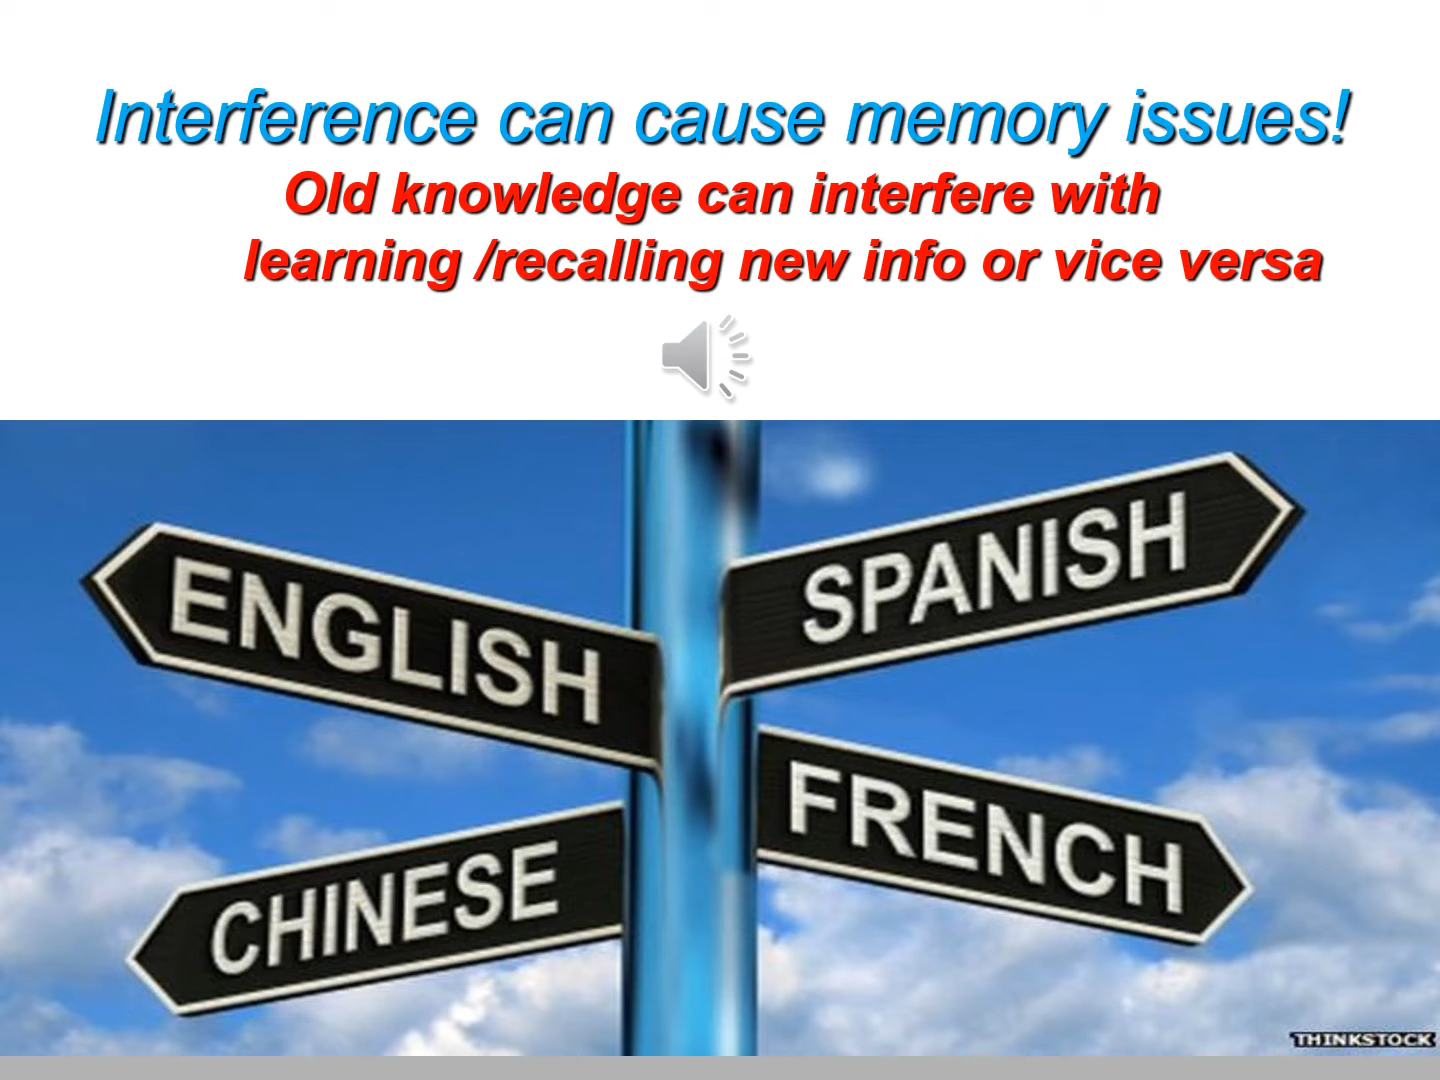 Interference can cause memory issues!
Old knowledge can interfere with
learning /recalling new info or vice versa
ENGLISH
SPANISH
CHINESE
FRENCH
THINKSTOCK